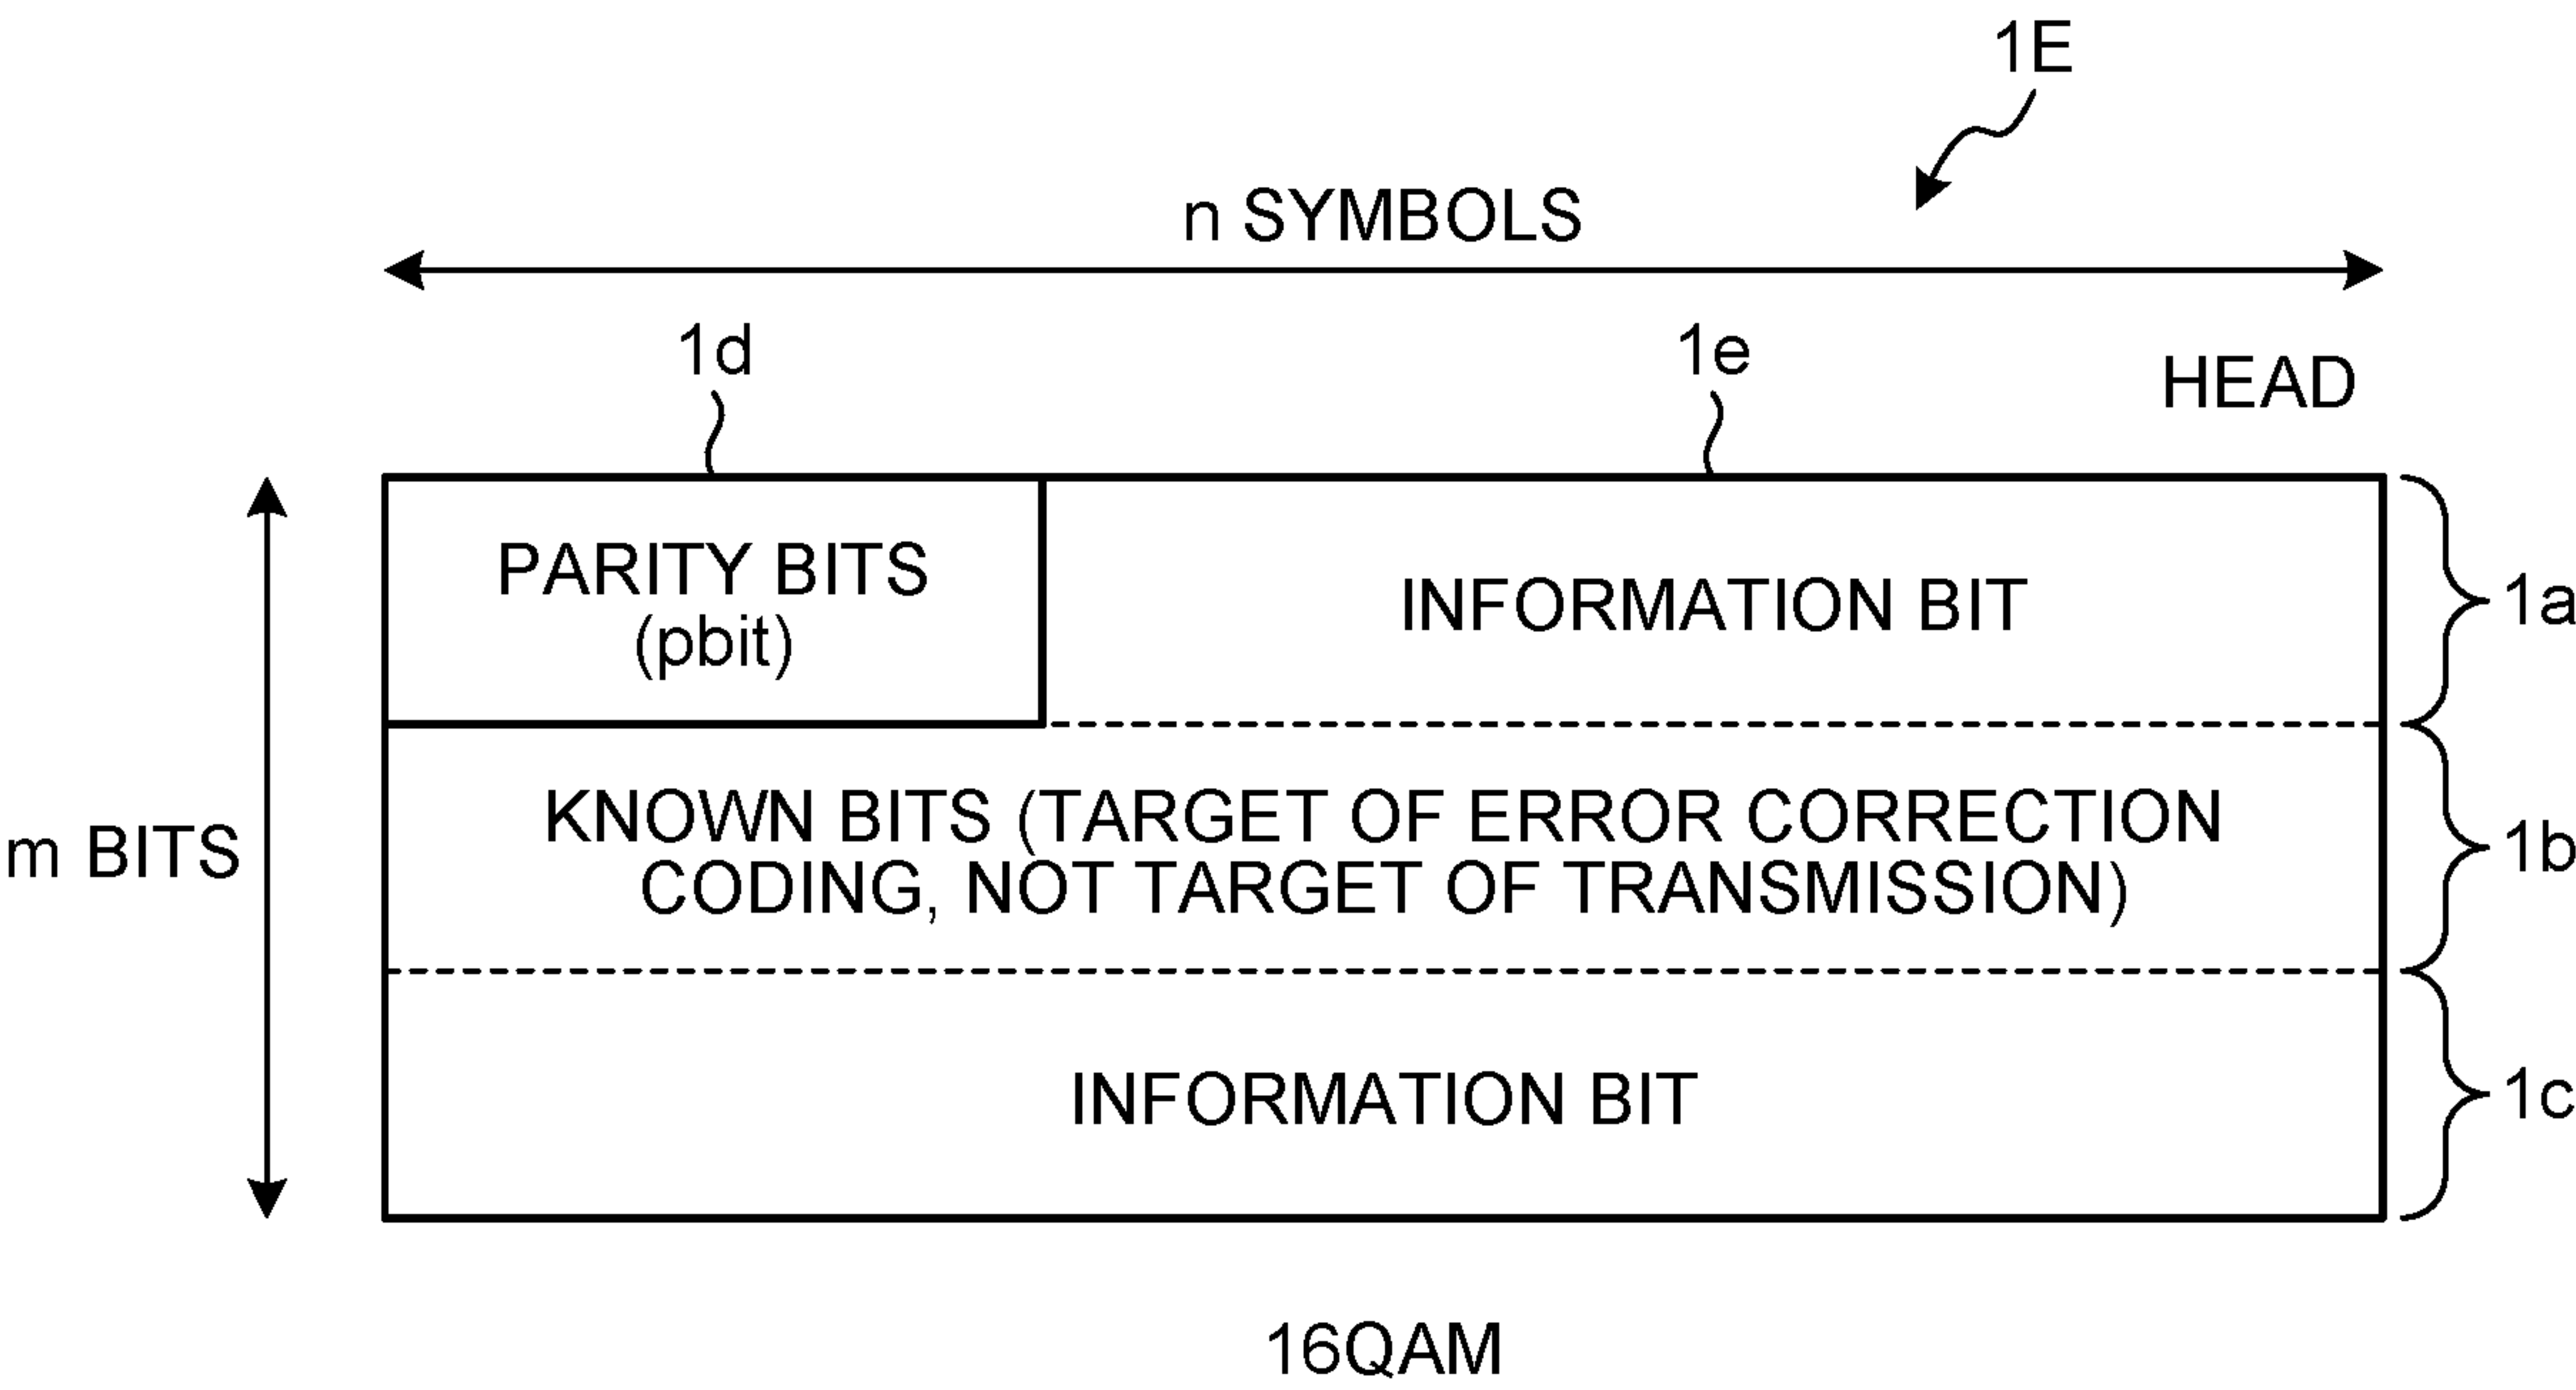 1E
n SYMBOLS
1d
1e
HEAD
PARITY BITS
(pbit)
INFORMATION BIT
1a
m BITS
KNOWN BITS (TARGET OF ERROR CORRECTION
CODING, NOT TARGET OF TRANSMISSION)
1b
INFORMATION BIT
1c
16QAM